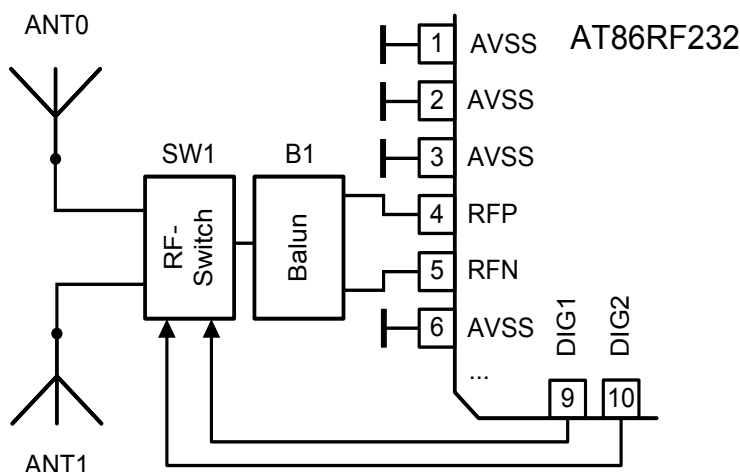 ANT0
AT86RF232
1 AVSS
2 AVSS
3 AVSS
SW1
B1
RF-
Switch
Balun
4 RFP
5 RFN
6 AVSS
...
DIG1
DIG2
9
10
ANT1